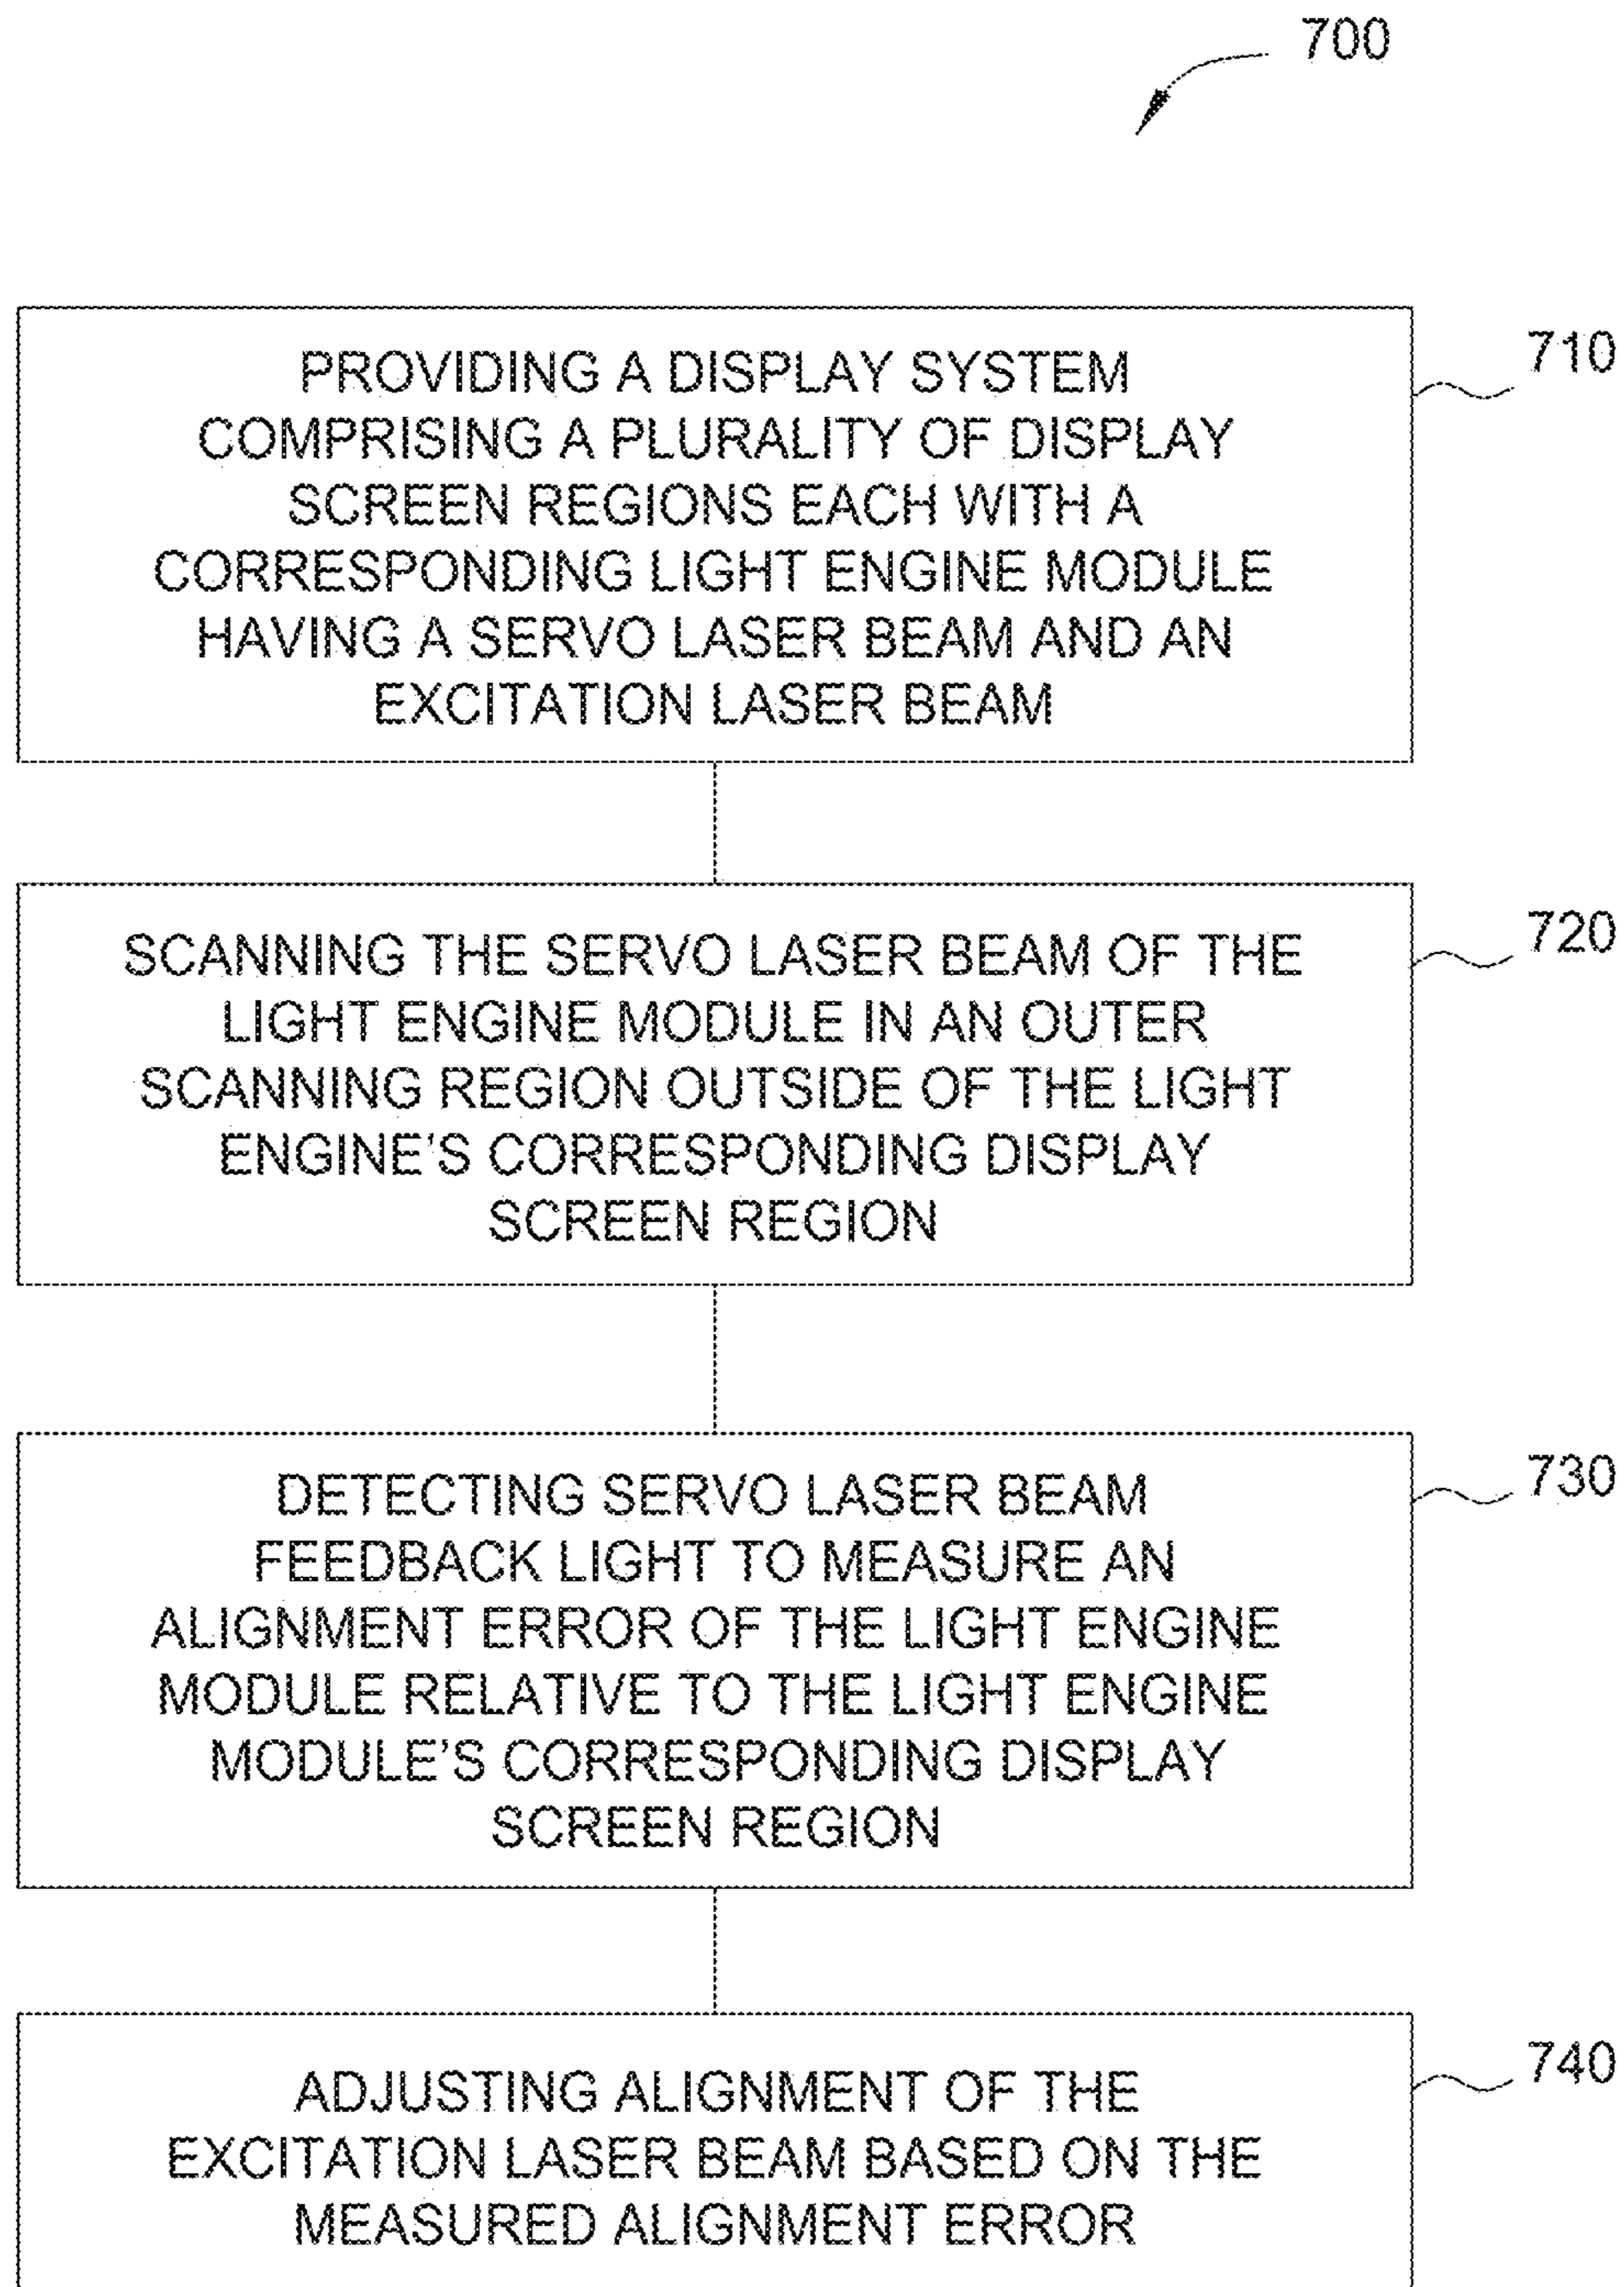 700
PROVIDING A DISPLAY SYSTEM
COMPRISING A PLURALITY OF DISPLAY
SCREEN REGIONS EACH WITH A
CORRESPONDING LIGHT ENGINE MODULE
HAVING A SERVO LASER BEAM AND AN
EXCITATION LASER BEAM
710
SCANNING THE SERVO LASER BEAM OF THE
LIGHT ENGINE MODULE IN AN OUTER
SCANNING REGION OUTSIDE OF THE LIGHT
ENGINE'S CORRESPONDING DISPLAY
SCREEN REGION
720
DETECTING SERVO LASER BEAM
FEEDBACK LIGHT TO MEASURE AN
ALIGNMENT ERROR OF THE LIGHT ENGINE
MODULE RELATIVE TO THE LIGHT ENGINE
MODULE'S CORRESPONDING DISPLAY
SCREEN REGION
730
ADJUSTING ALIGNMENT OF THE
EXCITATION LASER BEAM BASED ON THE
MEASURED ALIGNMENT ERROR
740